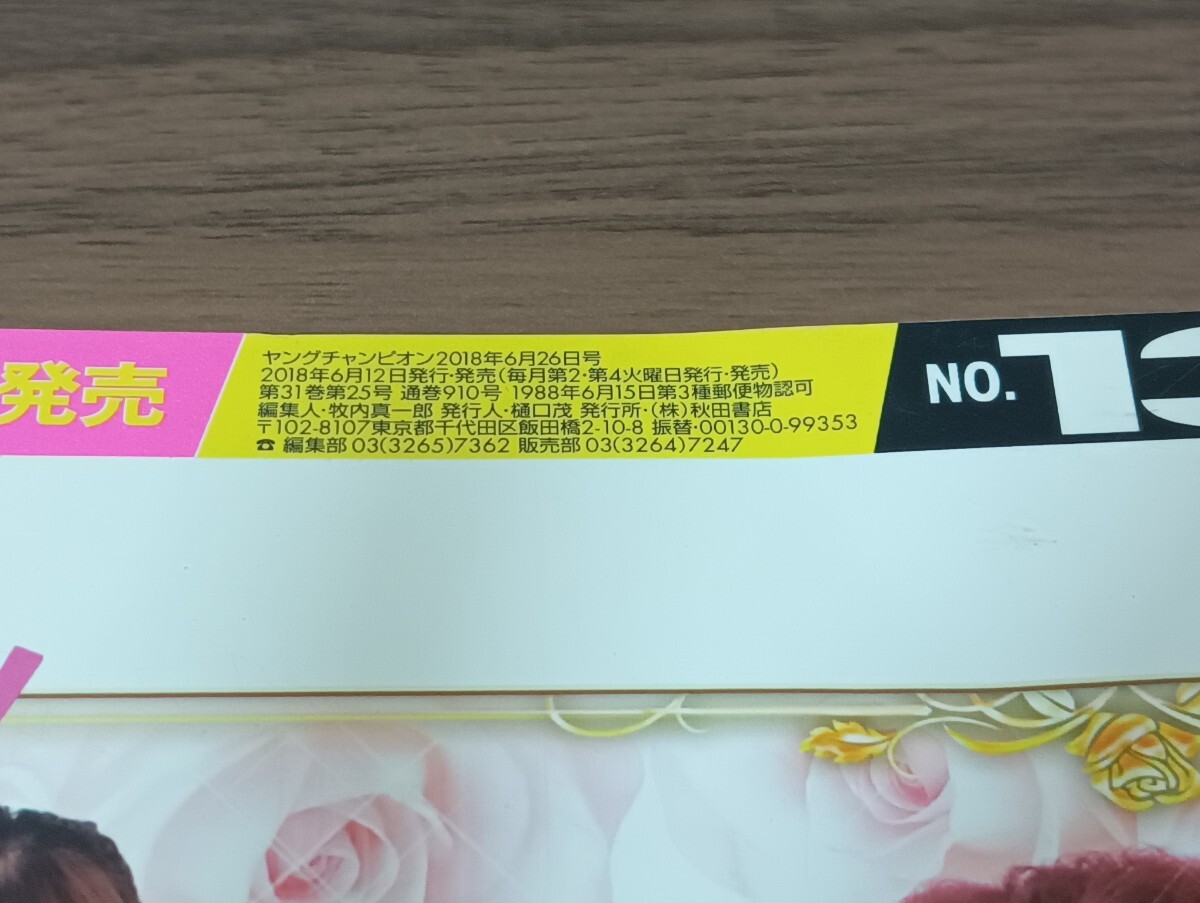 発売
ヤングチャンピオン2018年6月26日号
2018年6月12日発行・発売(毎月第2・第4火曜日発行・発売)
第31巻第25号 通巻910号 1988年6月15日第3種郵便物認可
編集人・牧内真一郎 発行人・樋口茂 発行所・(株)秋田書店
〒102-8107東京都千代田区飯田橋2-10-8 振替・00130-0-99353
☎ 編集部 03(3265)7362 販売部 03(3264)7247
NO.1